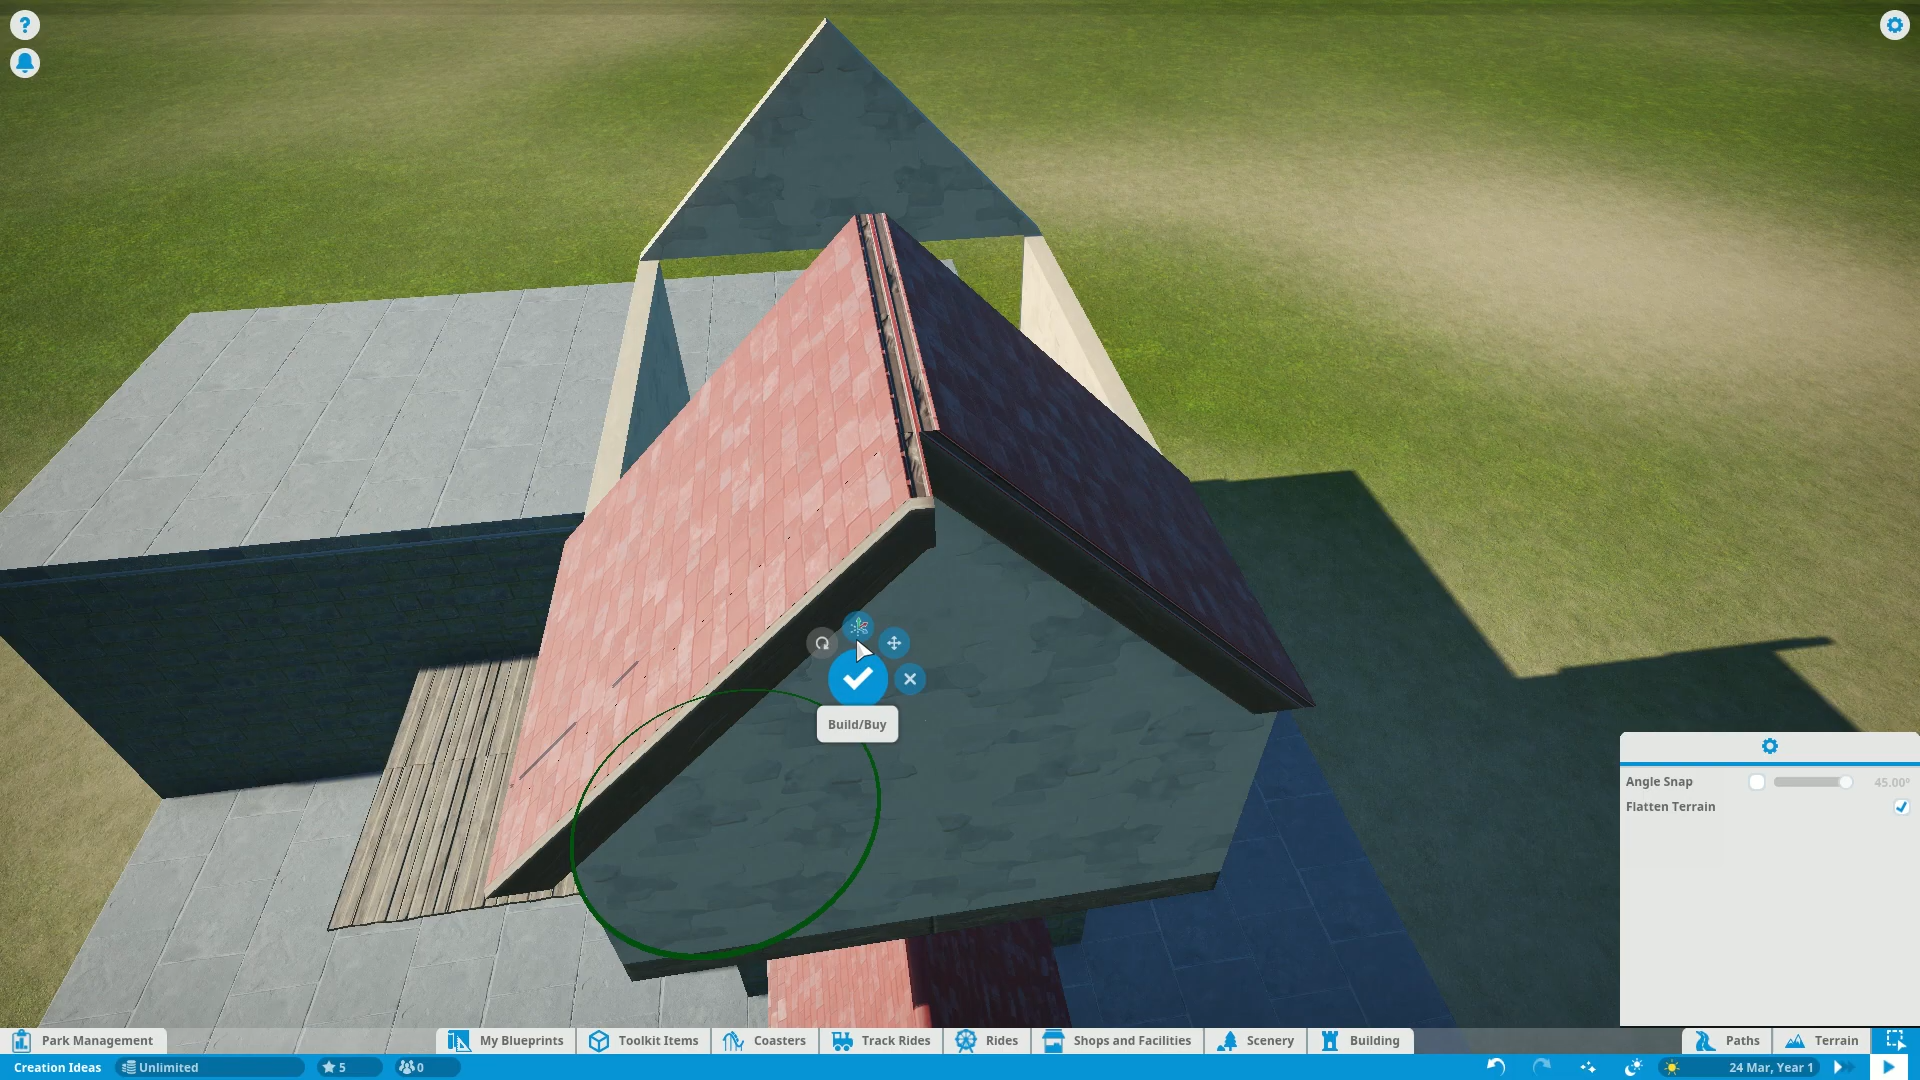 ?
Build/Buy
Angle Snap 45.00°
Flatten Terrain
Park Management
My Blueprints
Toolkit Items
Coasters
Track Rides
Rides
Shops and Facilities
Scenery
Building
Paths
Terrain
Creation Ideas
Unlimited
5
0
24 Mar, Year 1